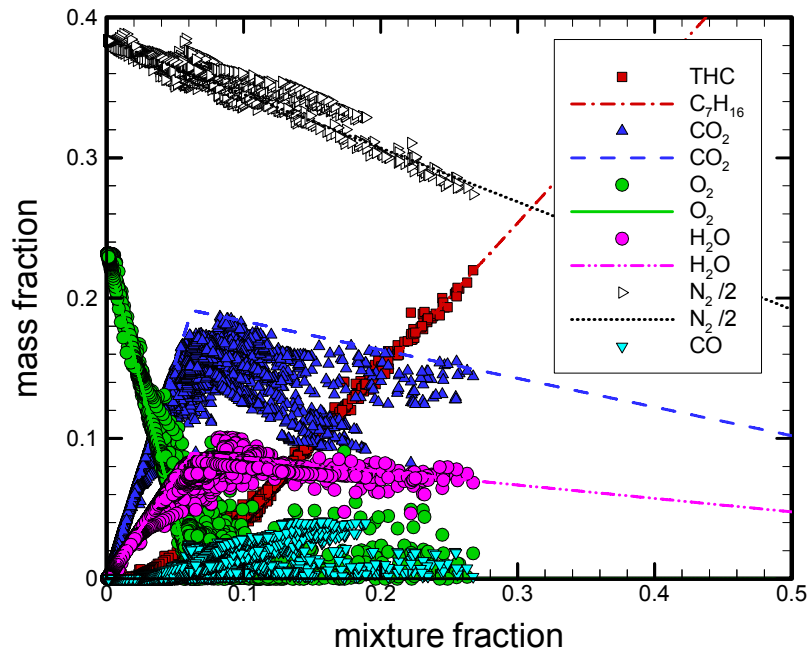 0.4
0.3
0.2
0.1
0
mass fraction
THC
C₇H₁₆
CO₂
CO₂
O₂
O₂
H₂O
H₂O
N₂ /2
N₂ /2
CO
0 0.1 0.2 0.3 0.4 0.5
mixture fraction